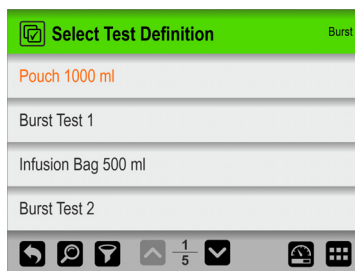 Select Test Definition Burst
Pouch 1000 ml
Burst Test 1
Infusion Bag 500 ml
Burst Test 2
1
5